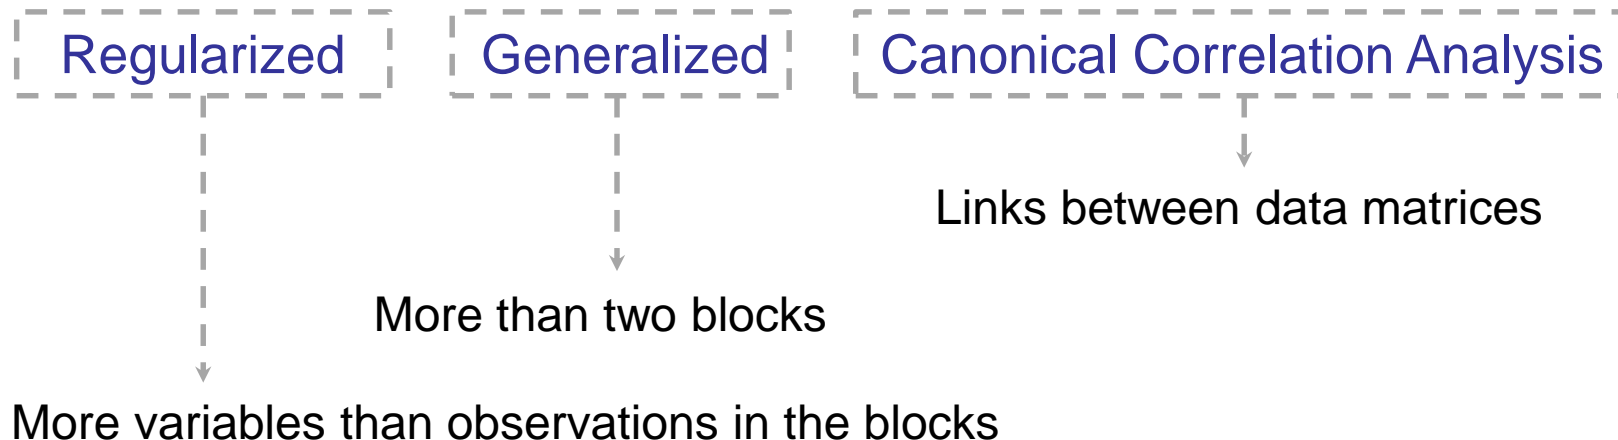 Regularized Generalized Canonical Correlation Analysis
Links between data matrices
More than two blocks
More variables than observations in the blocks